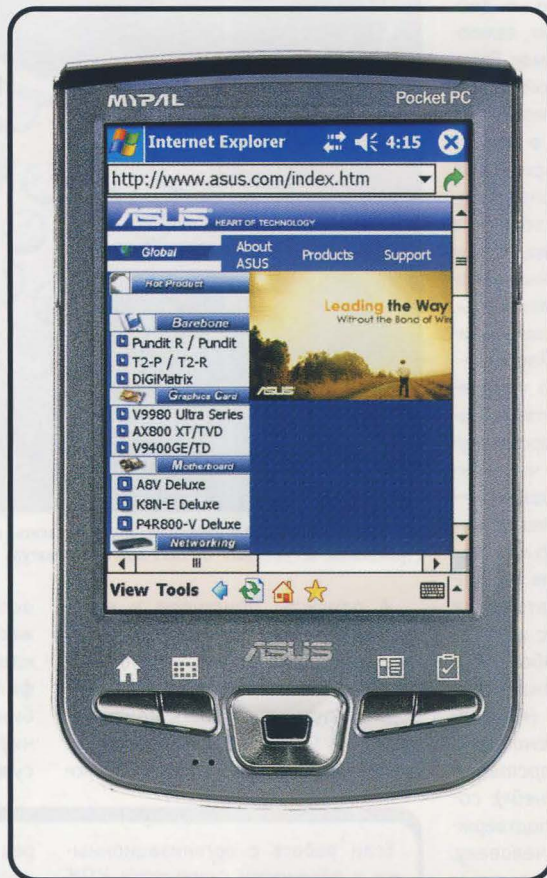 MYPAL Pocket PC
Internet Explorer 4:15
http://www.asus.com/index.htm
ASUS HEART OF TECHNOLOGY
Global About ASUS Products Support
Hot Product
Leading the Way
Without the Bond of Wire
Barebone
Pundit R / Pundit
T2-P / T2-R
DiGiMatrix
ASUS
Graphics Card
V9980 Ultra Series
AX800 XT/TVD
V9400GE/TD
Motherboard
A8V Deluxe
K8N-E Deluxe
P4R800-V Deluxe
Networking
View Tools
ASUS